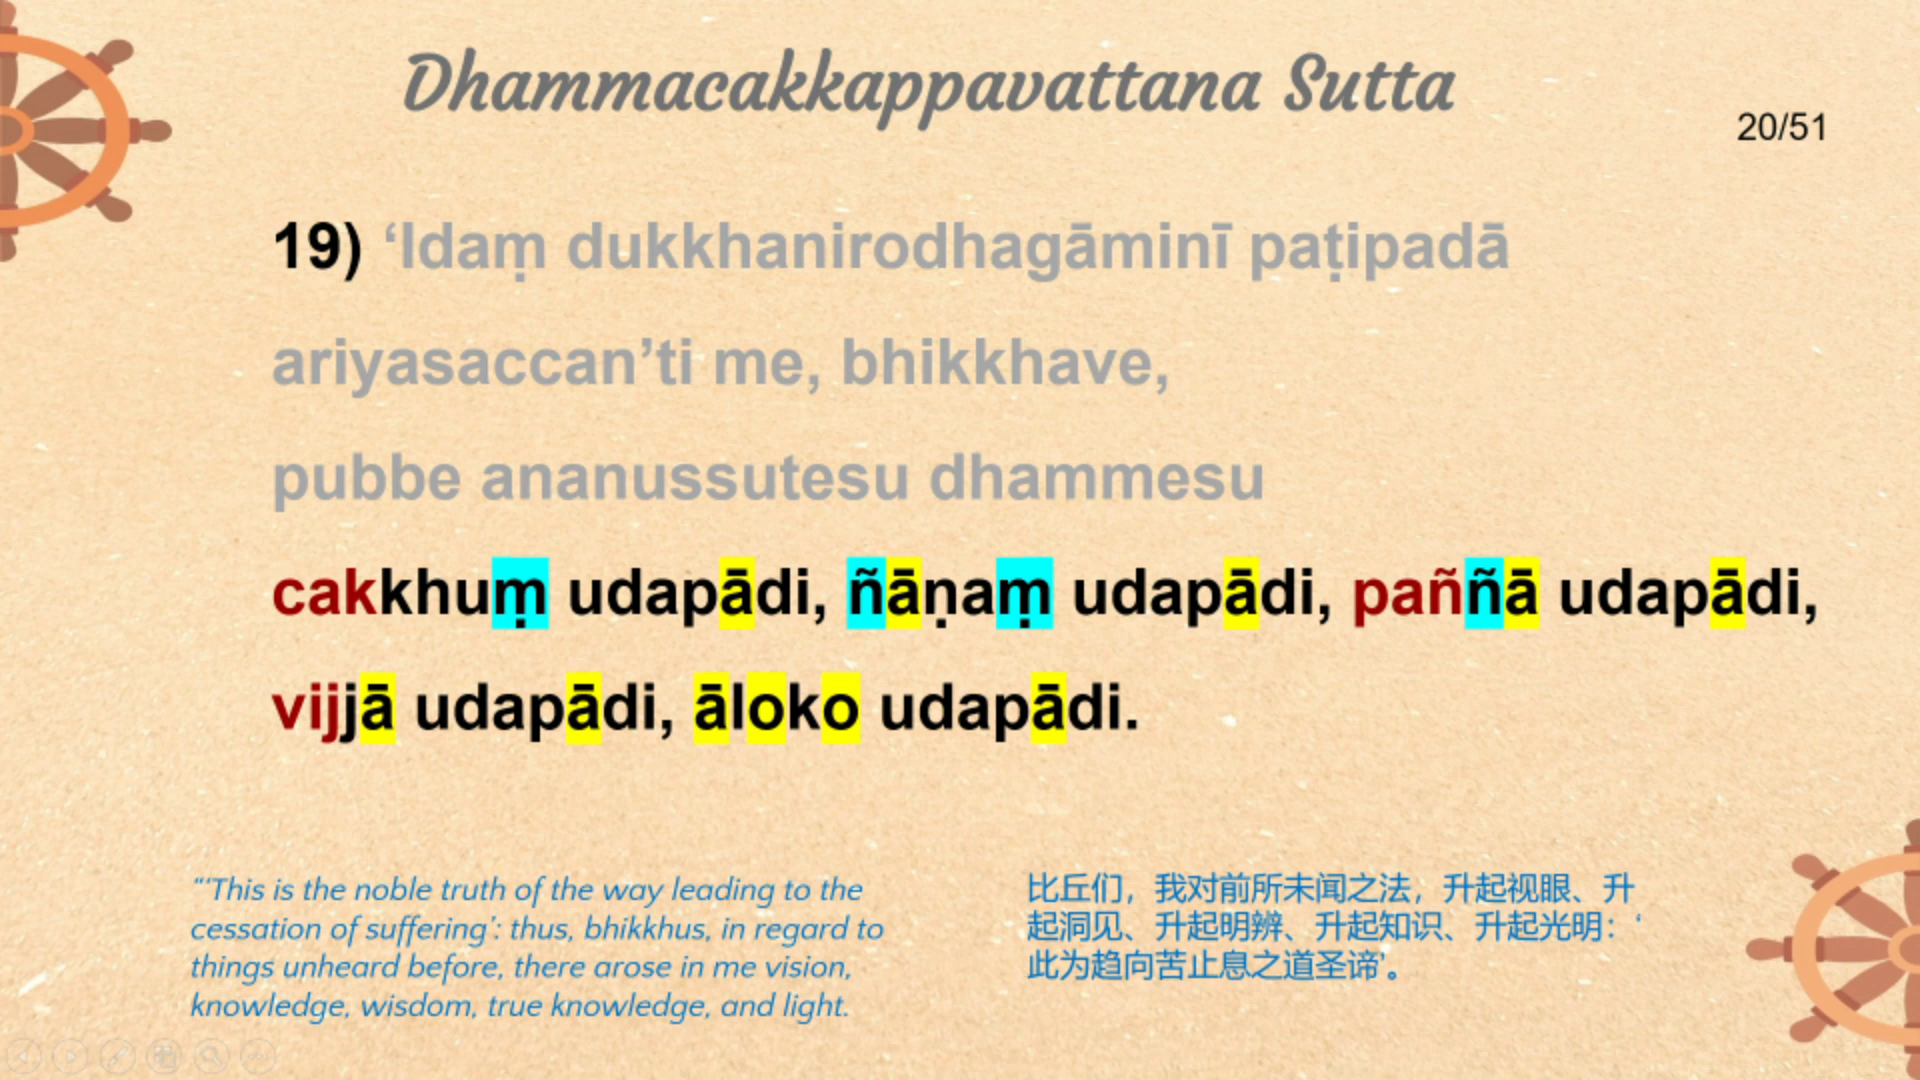 Dhammacakkappavattana Sutta
20/51
19) ‘Idaṃ dukkhanirodhagāminī paṭipadā
ariyasaccan’ti me, bhikkhave,
pubbe ananussutesu dhammesu
cakkhuṃ udapādi, ñāṇaṃ udapādi, paññā udapādi,
vijjā udapādi, āloko udapādi.
“‘This is the noble truth of the way leading to the
cessation of suffering’: thus, bhikkhus, in regard to
things unheard before, there arose in me vision,
knowledge, wisdom, true knowledge, and light.
比丘们，我对前所未闻之法，升起视眼、升
起洞见、升起明辨、升起知识、升起光明：‘
此为趋向苦止息之道圣谛’。